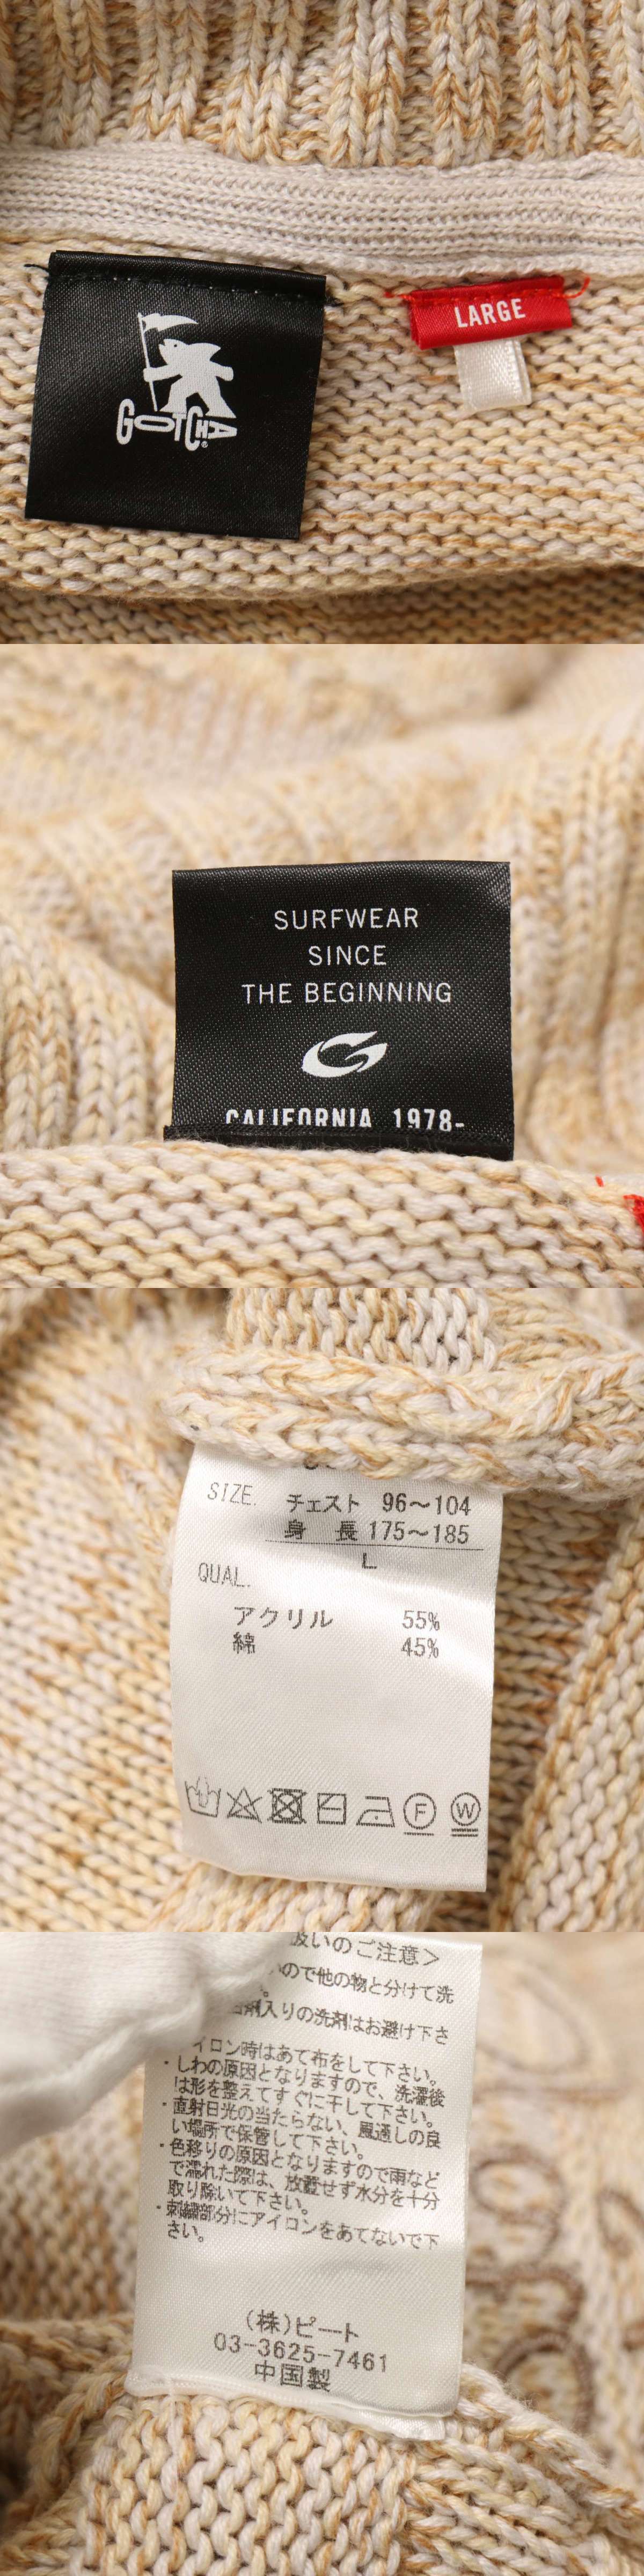 GOTCHA®
LARGE
SURFWEAR
SINCE
THE BEGINNING
G
CALIFORNIA 1978-
SIZE. チェスト 96～104
身 長 175～185
L
QUAL.
アクリル 55%
綿 45%
F W
扱いのご注意＞
いので他の物と分けて洗
剤入りの洗剤はお避け下さ
イロン時はあて布をして下さい。
・しわの原因となりますので、洗濯後
は形を整えてすぐに干して下さい。
・直射日光の当たらない、風通しの良
い場所で保管して下さい。
・色移りの原因となりますので雨など
で濡れた際は、放置せず水分を十分
取り除いて下さい。
・刺繍部分にアイロンをあてないで下
さい。
(株)ピート
03-3625-7461
中国製